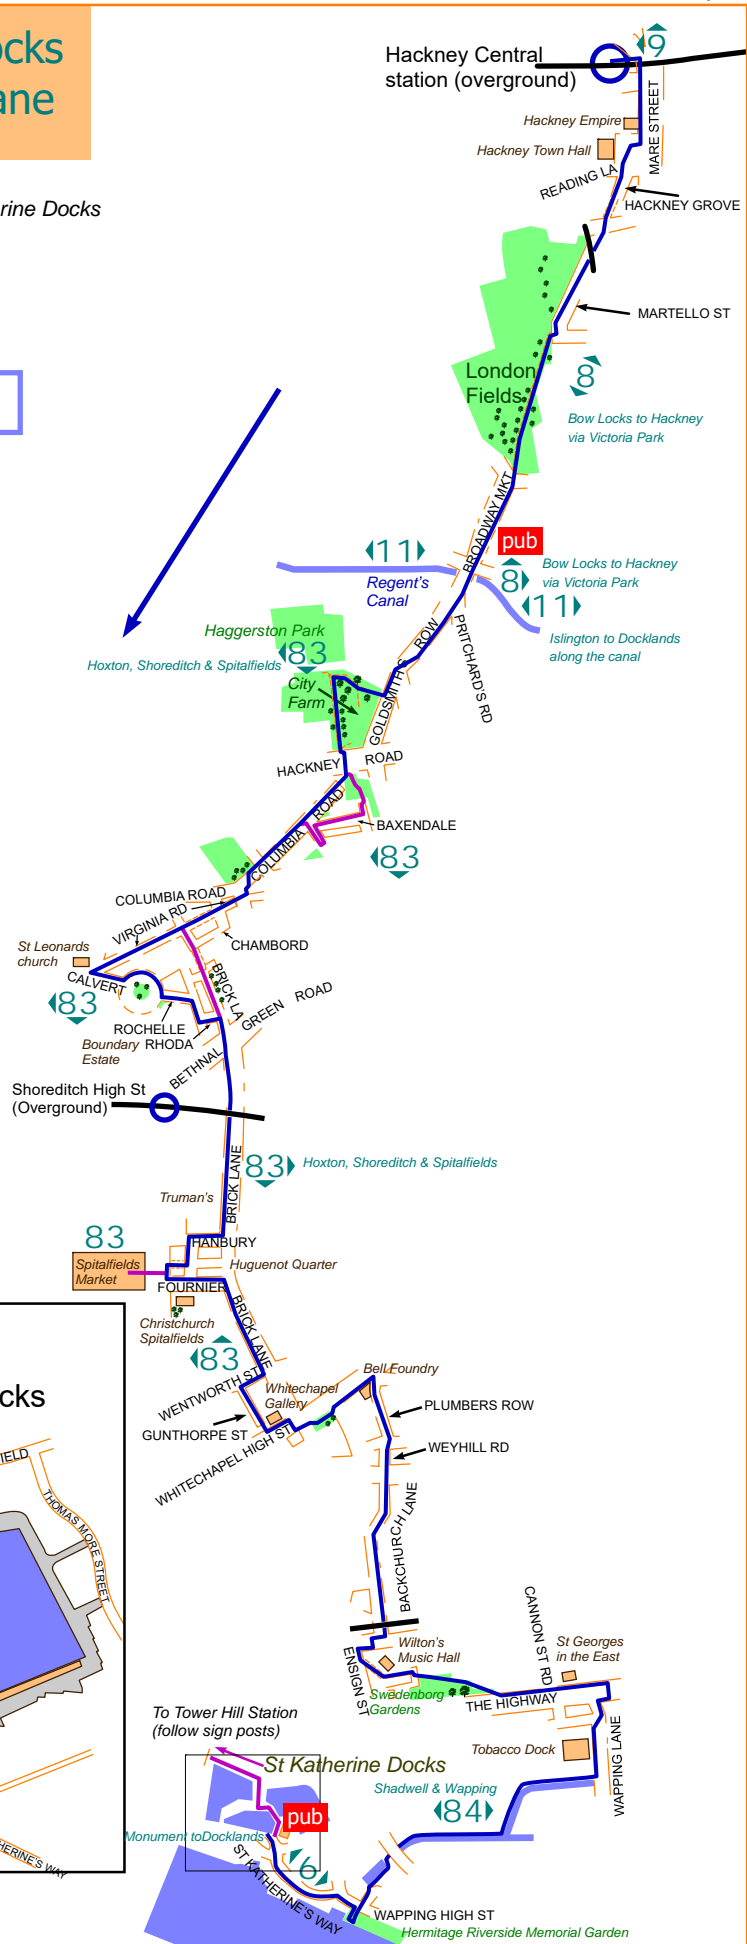 ocks
ane
rine Docks
Hackney Central
station (overground)
9
MARE STREET
Hackney Empire
Hackney Town Hall
READING LA
HACKNEY GROVE
MARTELLO ST
London
Fields
8
Bow Locks to Hackney
via Victoria Park
BROADWAY MKT
pub
11
Regent's
Canal
8
Bow Locks to Hackney
via Victoria Park
11
Islington to Docklands
along the canal
Haggerston Park
83
Hoxton, Shoreditch & Spitalfields
City
Farm
GOLDSMITH'S ROW
PRITCHARD'S RD
HACKNEY ROAD
COLUMBIA ROAD
BAXENDALE
83
COLUMBIA ROAD
VIRGINIA RD
CHAMBORD
St Leonards
church
CALVERT
83
BRICK LA
ROCHELLE
Boundary
Estate
RHODA
BETHNAL GREEN ROAD
Shoreditch High St
(Overground)
BRICK LANE
83
Hoxton, Shoreditch & Spitalfields
Truman's
83
HANBURY
Spitalfields
Market
Huguenot Quarter
FOURNIER
Christchurch
Spitalfields
BRICK LANE
83
WENTWORTH ST
Whitechapel
Gallery
Bell Foundry
GUNTHORPE ST
PLUMBERS ROW
WHITECHAPEL HIGH ST
WEYHILL RD
cks
IELD
THOMAS MORE STREET
HERINE'S WAY
BACKCHURCH LANE
ENSIGN ST
Wilton's
Music Hall
CANNON ST RD
St Georges
in the East
Swedenborg
Gardens
THE HIGHWAY
Tobacco Dock
WAPPING LANE
To Tower Hill Station
(follow sign posts)
St Katherine Docks
Shadwell & Wapping
84
pub
Monument toDocklands
6
ST KATHERINE'S WAY
WAPPING HIGH ST
Hermitage Riverside Memorial Garden